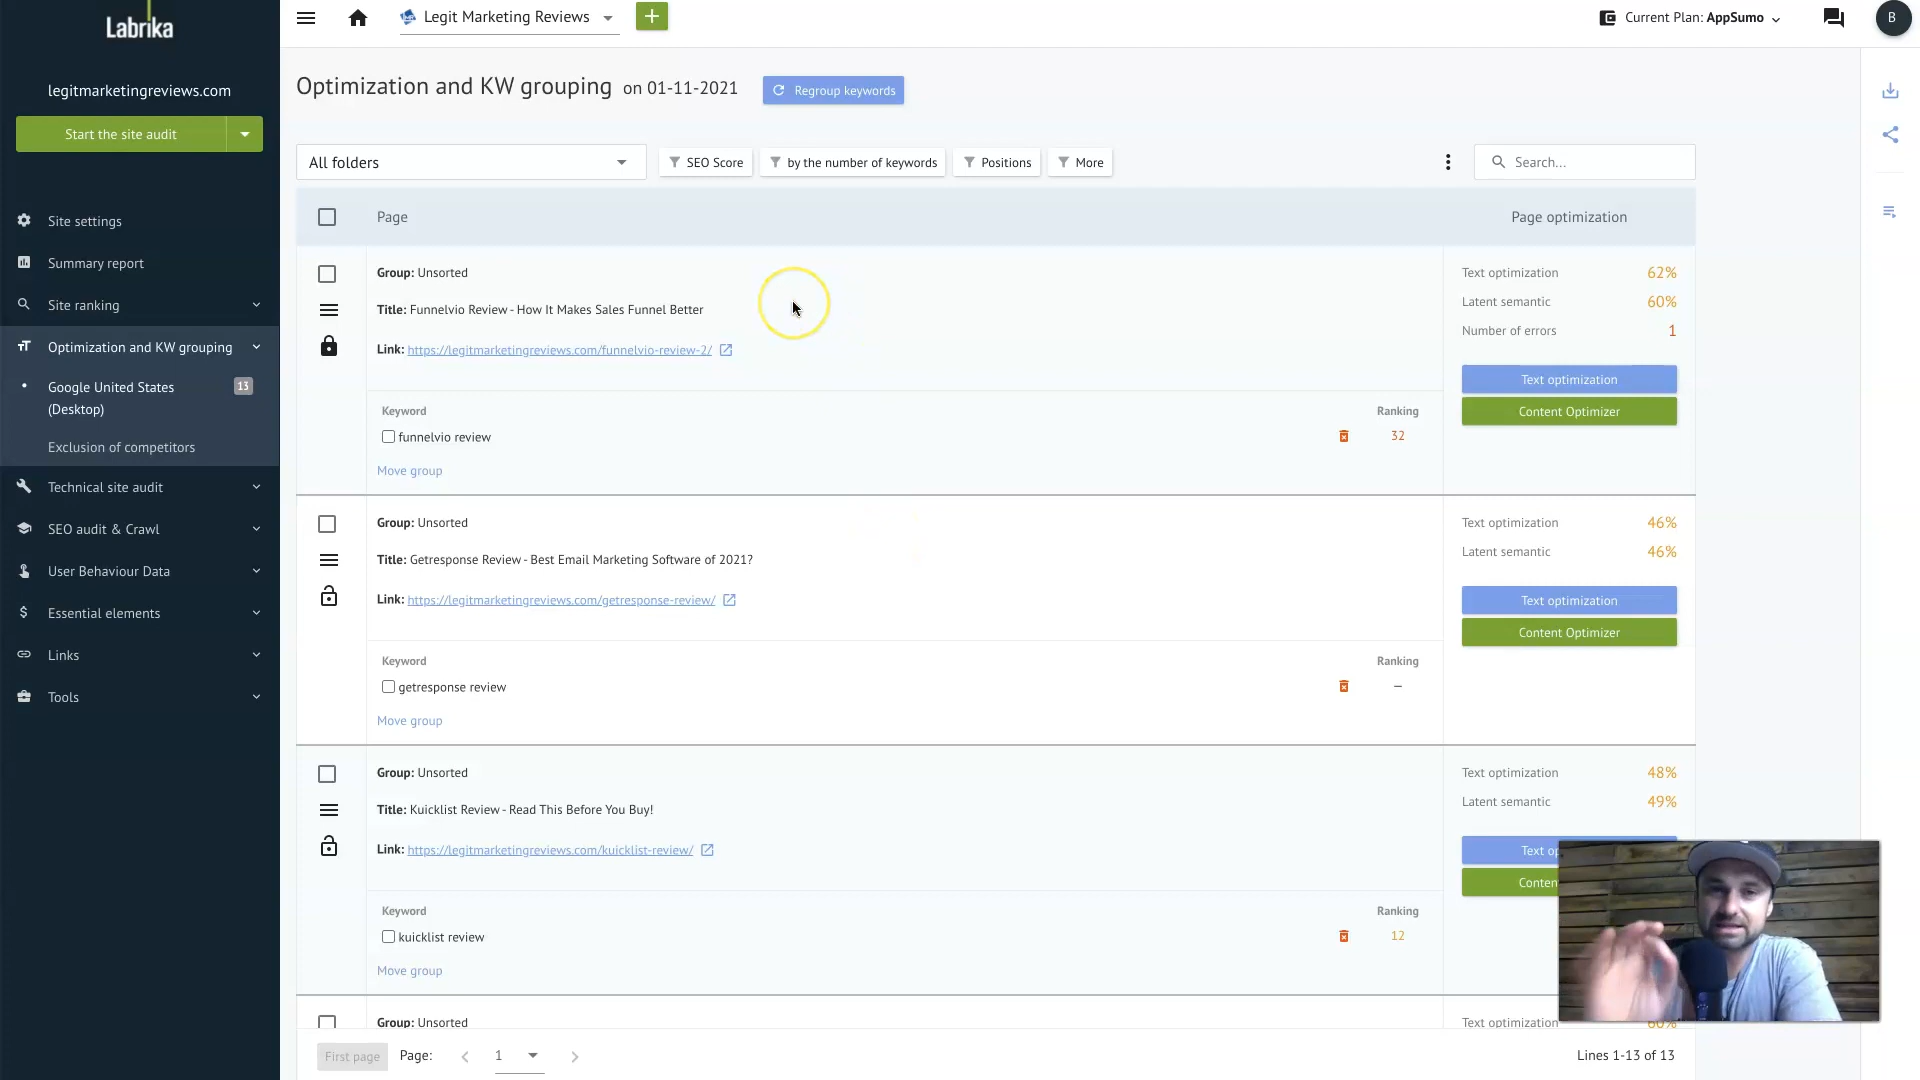 Labrika
Legit Marketing Reviews
Current Plan: AppSumo
B
legitmarketingreviews.com
Start the site audit
Site settings
Summary report
Site ranking
Optimization and KW grouping
Google United States
(Desktop)
13
Exclusion of competitors
Technical site audit
SEO audit & Crawl
User Behaviour Data
Essential elements
Links
Tools
Optimization and KW grouping on 01-11-2021
Regroup keywords
All folders
SEO Score
by the number of keywords
Positions
More
Search...
Page
Page optimization
Group: Unsorted
Title: Funnelvio Review - How It Makes Sales Funnel Better
Link: https://legitmarketingreviews.com/funnelvio-review-2/
Keyword
Ranking
funnelvio review
32
Move group
Text optimization 62%
Latent semantic 60%
Number of errors 1
Text optimization
Content Optimizer
Group: Unsorted
Title: Getresponse Review - Best Email Marketing Software of 2021?
Link: https://legitmarketingreviews.com/getresponse-review/
Keyword
Ranking
getresponse review
–
Move group
Text optimization 46%
Latent semantic 46%
Text optimization
Content Optimizer
Group: Unsorted
Title: Kuicklist Review - Read This Before You Buy!
Link: https://legitmarketingreviews.com/kuicklist-review/
Keyword
Ranking
kuicklist review
12
Move group
Text optimization 48%
Latent semantic 49%
Text op
Conten
Group: Unsorted
Text optimization 60%
First page
Page:
1
Lines 1-13 of 13